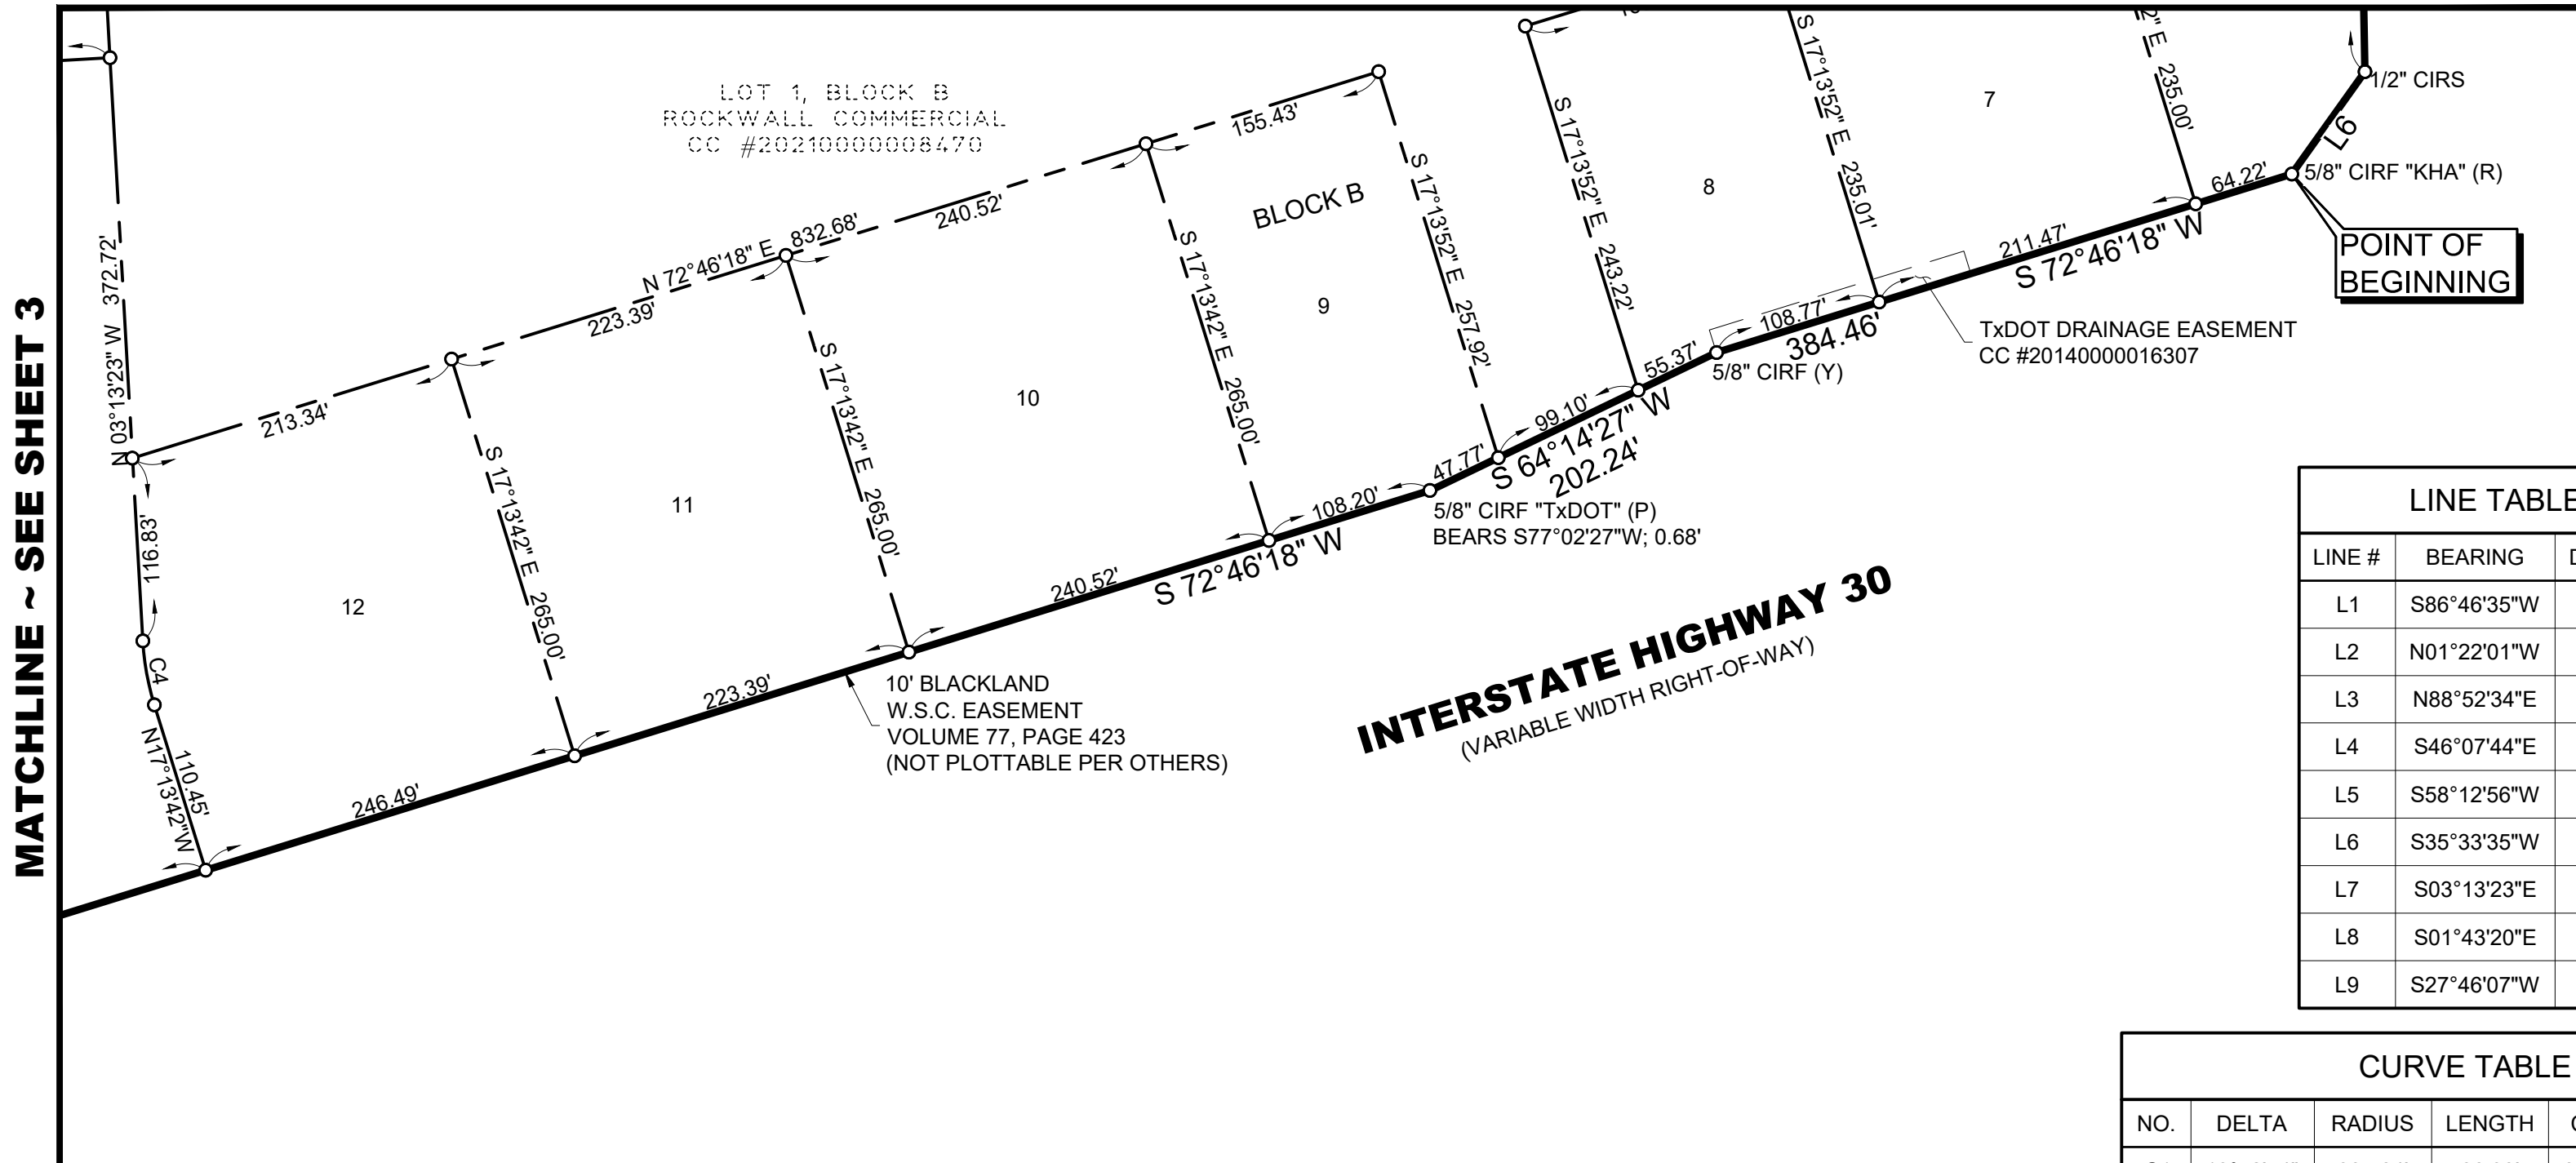 MATCHLINE ~ SEE SHEET 3
LOT 1, BLOCK B
ROCKWALL COMMERCIAL
CC #20210000008470
N 03°13'23" W 372.72'
N 72°46'18" E 832.68'
213.34'
223.39'
240.52'
155.43'
BLOCK B
S 17°13'42" E 265.00'
S 17°13'42" E 265.00'
S 17°13'42" E 265.00'
S 17°13'52" E 257.92'
S 17°13'52" E 243.22'
S 17°13'52" E 235.01'
2" E 235.00'
7
8
9
10
11
12
116.83'
C4
N17°13'42"W
110.45'
246.49'
223.39'
240.52'
108.20'
S 72°46'18" W
47.77'
99.10'
55.37'
S 64°14'27" W
202.24'
108.77'
384.46'
211.47'
S 72°46'18" W
64.22'
L6
1/2" CIRS
5/8" CIRF "KHA" (R)
POINT OF
BEGINNING
TxDOT DRAINAGE EASEMENT
CC #20140000016307
5/8" CIRF (Y)
5/8" CIRF "TxDOT" (P)
BEARS S77°02'27"W; 0.68'
10' BLACKLAND
W.S.C. EASEMENT
VOLUME 77, PAGE 423
(NOT PLOTTABLE PER OTHERS)
INTERSTATE HIGHWAY 30
(VARIABLE WIDTH RIGHT-OF-WAY)
LINE TABLE
LINE # BEARING
L1 S86°46'35"W
L2 N01°22'01"W
L3 N88°52'34"E
L4 S46°07'44"E
L5 S58°12'56"W
L6 S35°33'35"W
L7 S03°13'23"E
L8 S01°43'20"E
L9 S27°46'07"W
CURVE TABLE
NO. DELTA RADIUS LENGTH